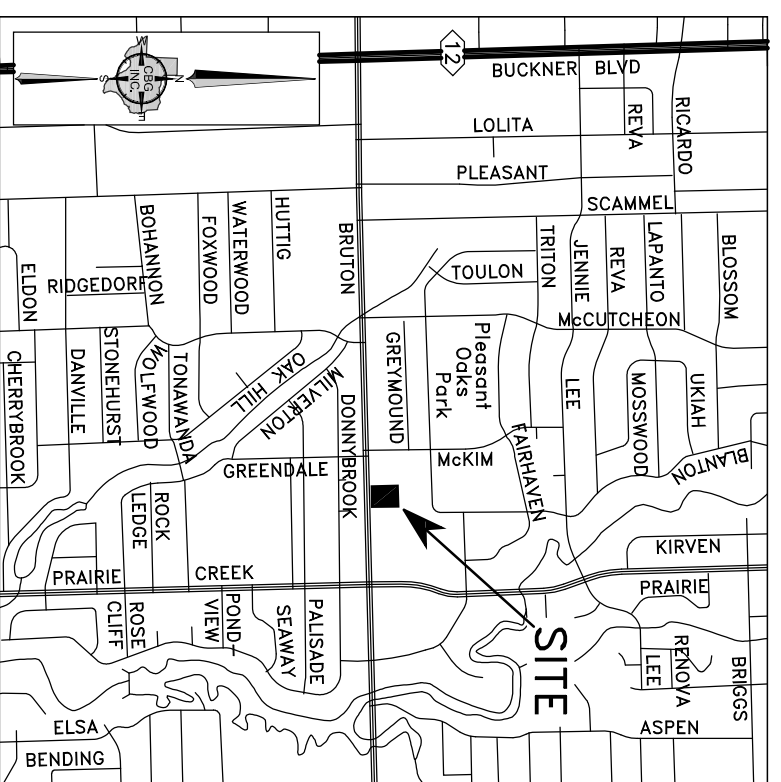 W
S
N
E
CBG
INC.
12
BUCKNER BLVD
LOLITA
REVA
RICARDO
PLEASANT
SCAMMEL
BOHANNON
FOXWOOD
WATERWOOD
HUTTIG
BRUTON
TRITON
JENNIE
REVA
LAPANTO
BLOSSOM
ELDON
RIDGEDORF
TOULON
McCUTCHEON
CHERRYBROOK
DANVILLE
STONEHURST
WOLFWOOD
TONAWANDA
OAK HILL
MILVERTON
DONNYBROOK
GREYMOUND
Pleasant
Oaks
Park
LEE
MOSSWOOD
UKIAH
FAIRHAVEN
BLANTON
GREENDALE
McKIM
ROCK
LEDGE
KIRVEN
PRAIRIE
CREEK
PRAIRIE
ROSE
CLIFF
POND-
VIEW
SEAWAY
PALISADE
SITE
LEE
RENOVA
BRIGGS
ELSA
ASPEN
BENDING